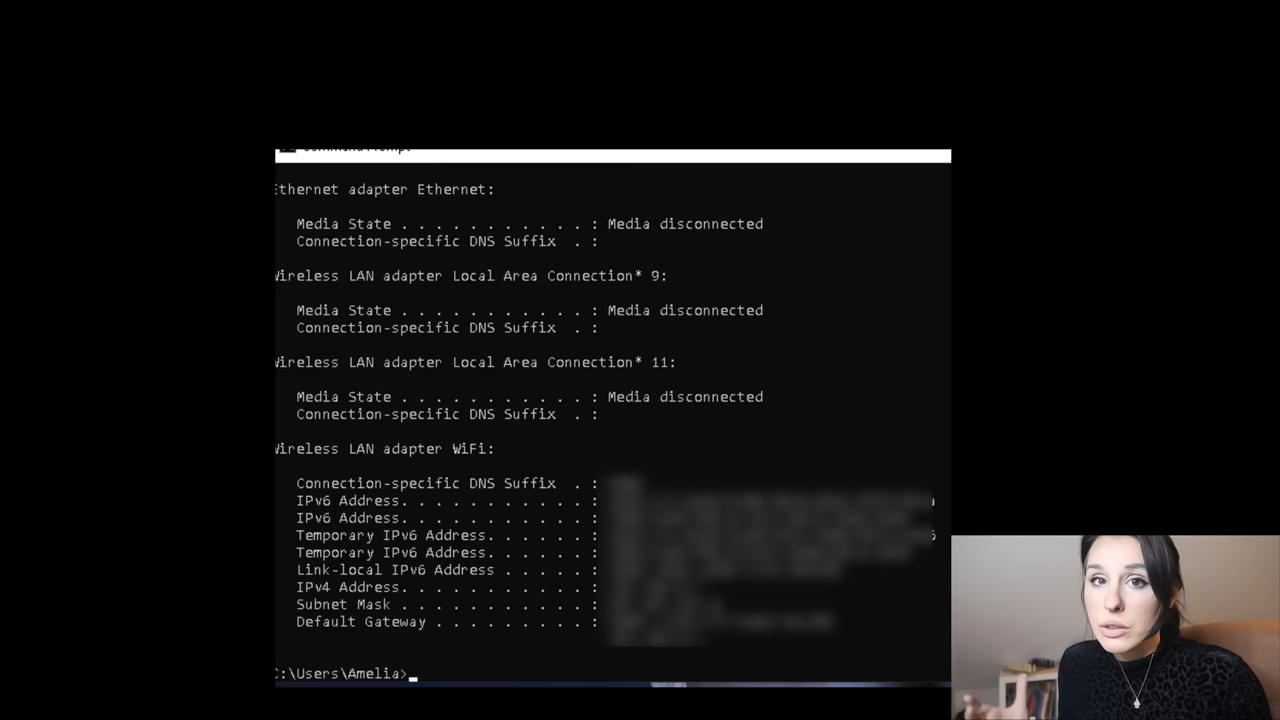 Command Prompt
Ethernet adapter Ethernet:
Media State . . . . . . . . . . . : Media disconnected
Connection-specific DNS Suffix  . :
Wireless LAN adapter Local Area Connection* 9:
Media State . . . . . . . . . . . : Media disconnected
Connection-specific DNS Suffix  . :
Wireless LAN adapter Local Area Connection* 11:
Media State . . . . . . . . . . . : Media disconnected
Connection-specific DNS Suffix  . :
Wireless LAN adapter WiFi:
Connection-specific DNS Suffix  . :
IPv6 Address. . . . . . . . . . . :
IPv6 Address. . . . . . . . . . . :
Temporary IPv6 Address. . . . . . :
Temporary IPv6 Address. . . . . . :
Link-local IPv6 Address . . . . . :
IPv4 Address. . . . . . . . . . . :
Subnet Mask . . . . . . . . . . . :
Default Gateway . . . . . . . . . :
C:\Users\Amelia>